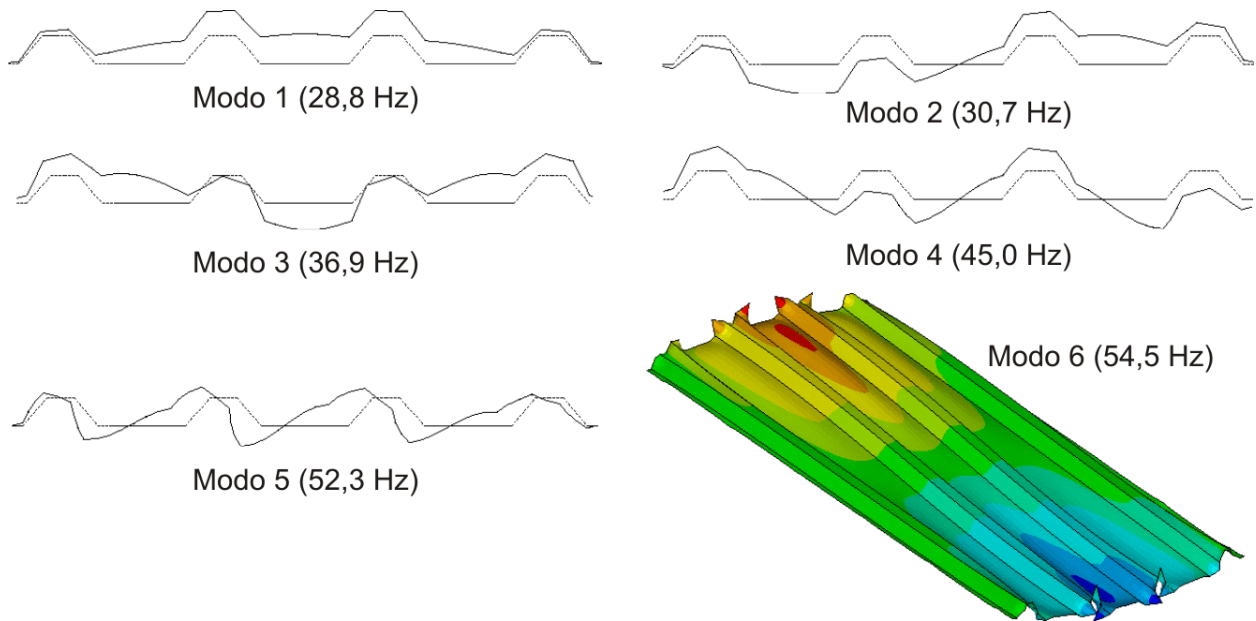 Modo 1 (28,8 Hz)
Modo 2 (30,7 Hz)
Modo 3 (36,9 Hz)
Modo 4 (45,0 Hz)
Modo 5 (52,3 Hz)
Modo 6 (54,5 Hz)